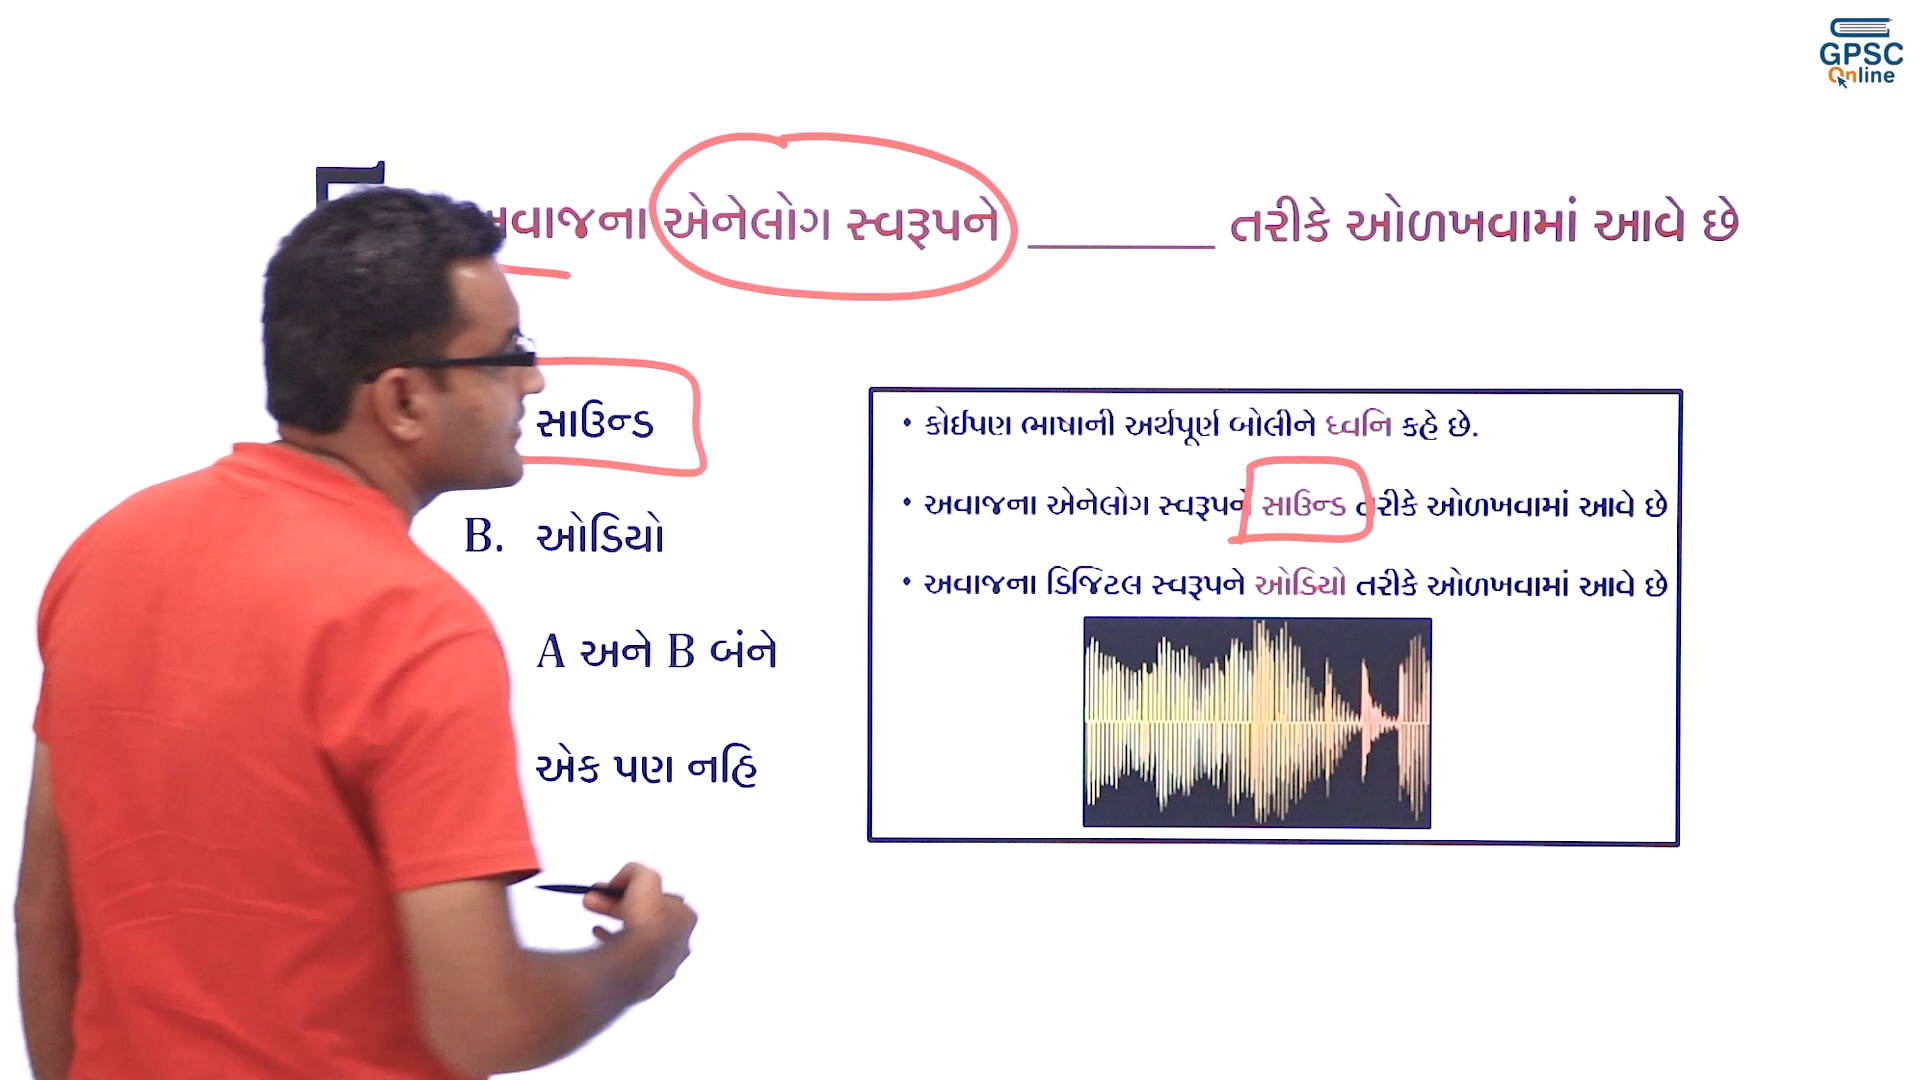 GPSC
Online
એનેલોગ સ્વરૂપને ________ તરીકે ઓળખવામાં આવે છે
સાઉન્ડ
B. ઓડિયો
A અને B બંને
એક પણ નહિ
• કોઈપણ ભાષાની અર્થપૂર્ણ બોલીને ધ્વનિ કહે છે.
• અવાજના એનેલોગ સ્વરૂપને સાઉન્ડ તરીકે ઓળખવામાં આવે છે
• અવાજના ડિજિટલ સ્વરૂપને ઓડિયો તરીકે ઓળખવામાં આવે છે